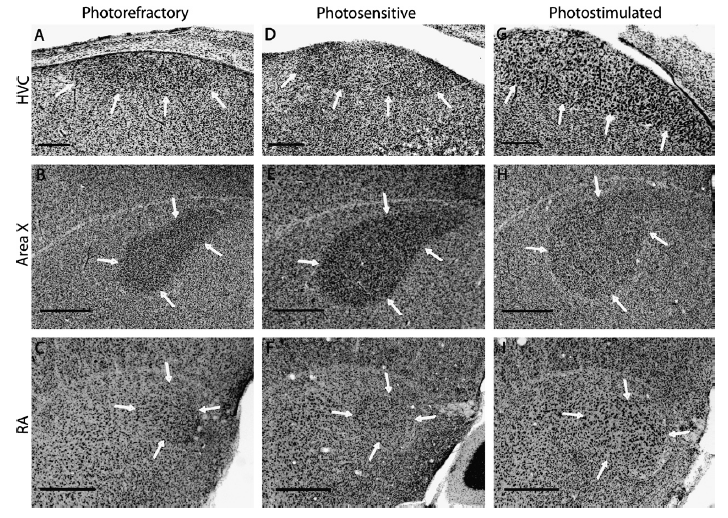 Photorefractory Photosensitive Photostimulated
HVC
A D G
Area X
B E H
RA
C F I